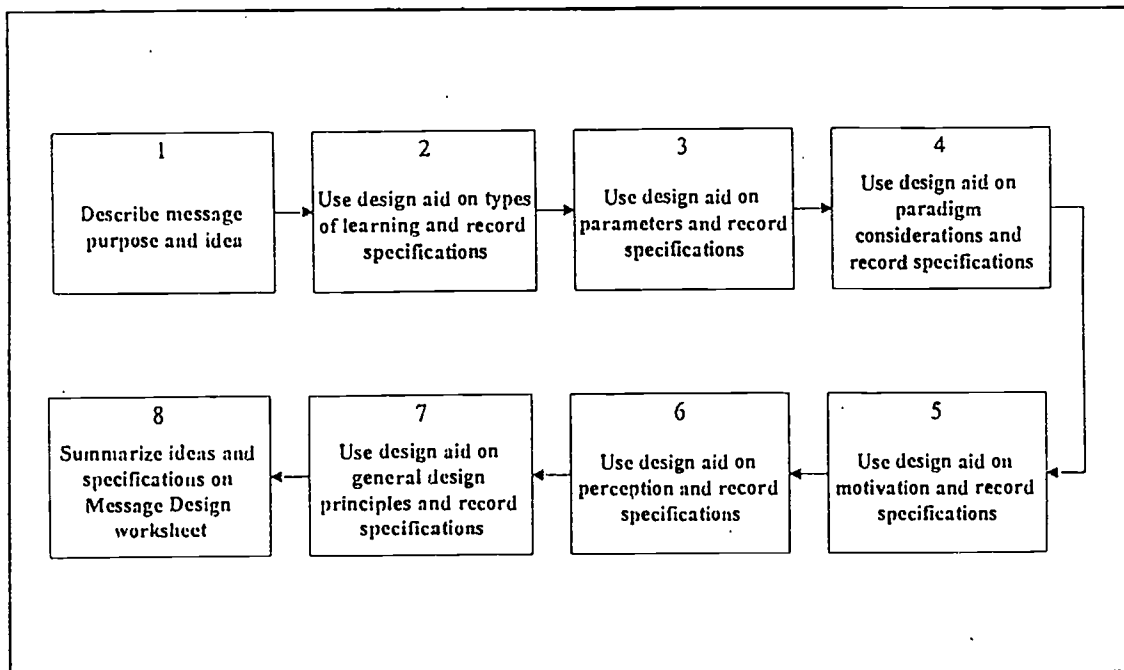 1
Describe message
purpose and idea
2
Use design aid on types
of learning and record
specifications
3
Use design aid on
parameters and record
specifications
4
Use design aid on
paradigm
considerations and
record specifications
5
Use design aid on
motivation and record
specifications
6
Use design aid on
perception and record
specifications
7
Use design aid on
general design
principles and record
specifications
8
Summarize ideas and
specifications on
Message Design
worksheet